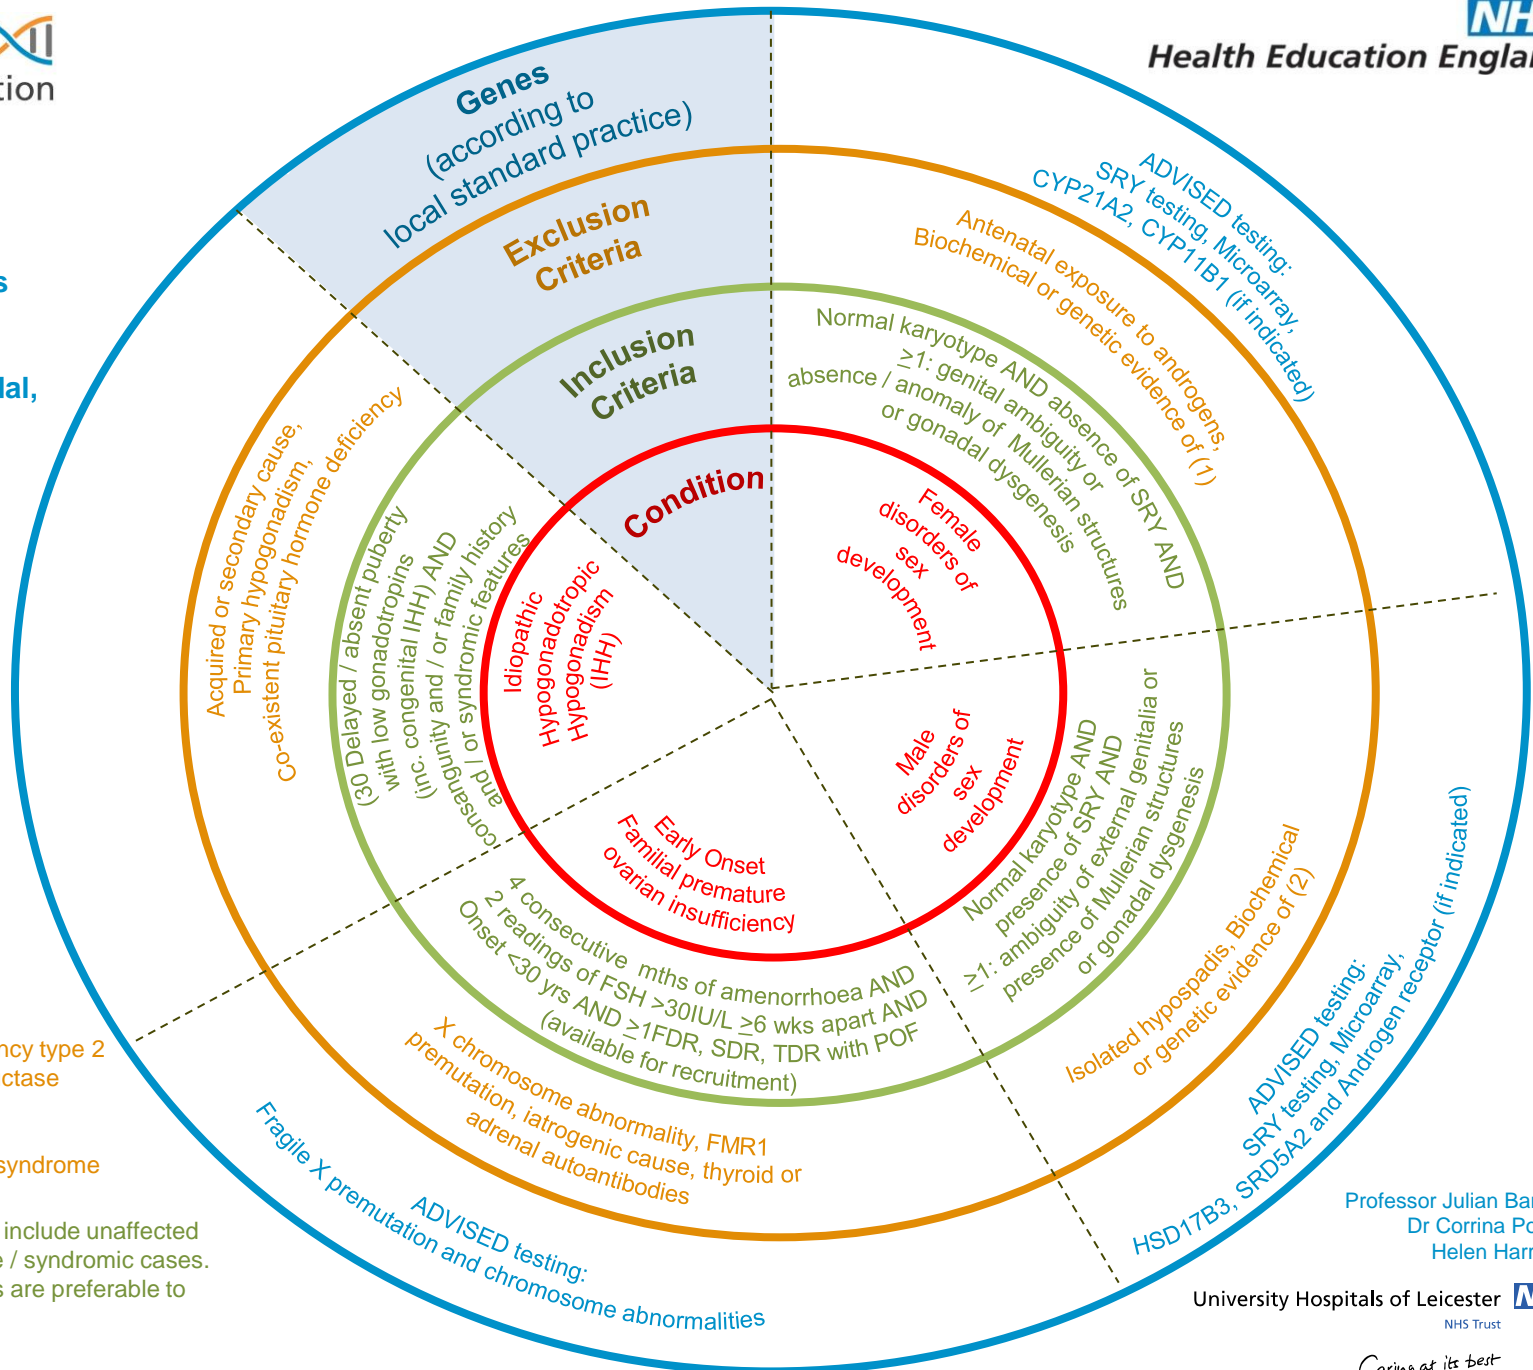 NH
Health Education Englan
tion
s
dal,
Genes
(according to
local standard practice)
Exclusion
Criteria
Inclusion
Criteria
Condition
ADVISED testing:
SRY testing, Microarray,
CYP21A2, CYP11B1 (if indicated)
Antenatal exposure to androgens,
Biochemical or genetic evidence of (1)
Normal karyotype AND absence of SRY AND
≥1: genital ambiguity or
absence / anomaly of Mullerian structures
or gonadal dysgenesis
Female
disorders of
sex
development
Male
disorders of
sex
development
Normal karyotype AND
presence of SRY AND
≥1: ambiguity of external genitalia or
presence of Mullerian structures
or gonadal dysgenesis
Isolated hypospadis, Biochemical
or genetic evidence of (2)
ADVISED testing:
SRY testing, Microarray,
HSD17B3, SRD5A2 and Androgen receptor (if indicated)
Early Onset
Familial premature
ovarian insufficiency
4 consecutive mths of amenorrhoea AND
2 readings of FSH >30IU/L ≥6 wks apart AND
Onset <30 yrs AND ≥1FDR, SDR, TDR with POF
(available for recruitment)
X chromosome abnormality, FMR1
premutation, iatrogenic cause, thyroid or
adrenal autoantibodies
ADVISED testing:
Fragile X premutation and chromosome abnormalities
Idiopathic
Hypogonadotropic
Hypogonadism
(IHH)
(30 Delayed / absent puberty
with low gonadotropins
(inc. congenital IHH) AND
consanguinity and / or family history
and / or syndromic features
Acquired or secondary cause,
Primary hypogonadism,
Co-existent pituitary hormone deficiency
ncy type 2
ctase
syndrome
include unaffected
e / syndromic cases.
s are preferable to
Professor Julian Bar
Dr Corrina Po
Helen Harr
University Hospitals of Leicester N
NHS Trust
Caring at its best